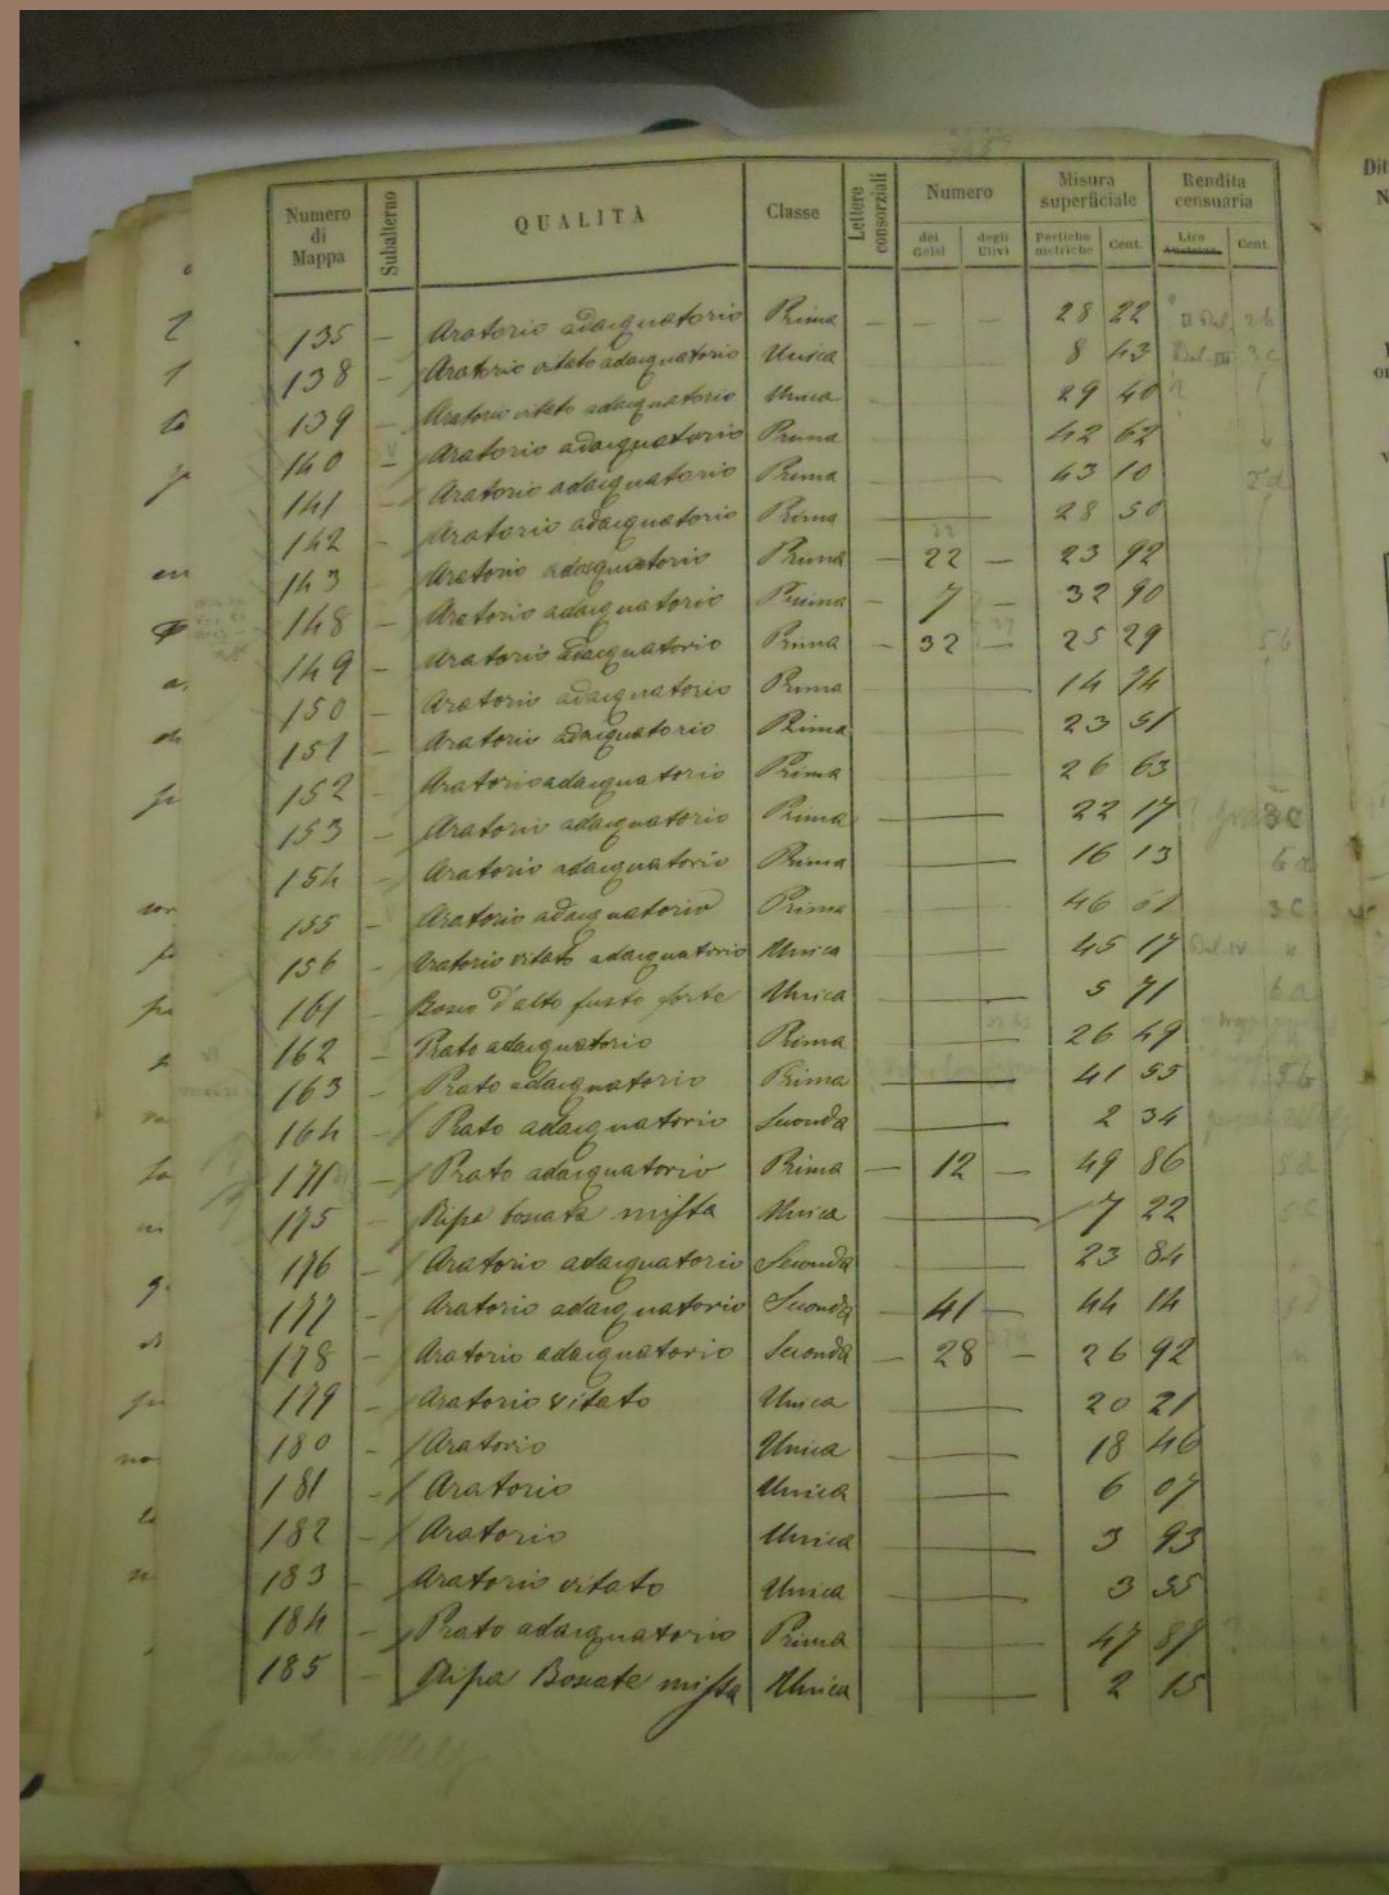 Numero di Mappa Subalterno QUALITÀ Classe Lettere consorziali Numero Misura superficiale Rendita censuaria
dei Gelsi degli Ulivi Pertiche metriche Cent. Lire Austriache Cent.
135 - Aratorio adacquatorio Prima - - - 28 22 2b
138 - Aratorio vitato adacquatorio Unica 8 43 3c
139 - Aratorio vitato adacquatorio Unica - 29 40
140 - Aratorio adacquatorio Prima 42 62
141 - Aratorio adacquatorio Prima - 43 10 2d
142 - Aratorio adacquatorio Prima 28 50
143 - Aratorio adacquatorio Prima - 22 - 23 92
148 - Aratorio adacquatorio Prima - 7 - 32 90
149 - Aratorio adacquatorio Prima - 32 - 25 29 5b
150 - Aratorio adacquatorio Prima 14 74
151 - Aratorio adacquatorio Prima 23 51
152 - Aratorio adacquatorio Prima 26 63
153 - Aratorio adacquatorio Prima - 22 17 3c
154 - Aratorio adacquatorio Prima - 16 13
155 - Aratorio adacquatorio Prima - 46 61 3c
156 - Aratorio vitato adacquatorio Unica - 45 17
161 - Bosco d'alto fusto forte Unica - 5 71 6a
162 - Prato adacquatorio Prima 26 49
163 - Prato adacquatorio Prima - 41 55 5b
164 - Prato adacquatorio Seconda - 2 34
171 - Prato adacquatorio Prima - 12 - 49 86
175 - Ripa boscata mista Unica - 7 22
176 - Aratorio adacquatorio Seconda - 23 84
177 - Aratorio adacquatorio Seconda - 41 - 44 14
178 - Aratorio adacquatorio Seconda - 28 - 26 92
179 - Aratorio vitato Unica - 20 21
180 - Aratorio Unica - 18 46
181 - Aratorio Unica - 6 07
182 - Aratorio Unica - 3 93
183 - Aratorio vitato Unica - 3 35
184 - Prato adacquatorio Prima - 47 87
185 - Ripa Boscate mista Unica - 2 15